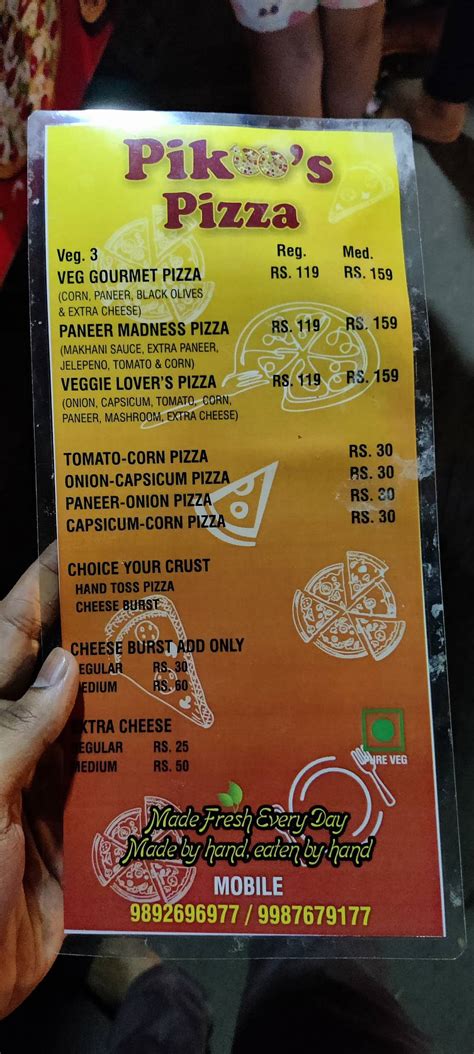 Pikoo's
Pizza
Veg. 3 Reg. Med.
VEG GOURMET PIZZA RS. 119 RS. 159
(CORN, PANEER, BLACK OLIVES
& EXTRA CHEESE)
PANEER MADNESS PIZZA RS. 119 RS. 159
(MAKHANI SAUCE, EXTRA PANEER,
JELEPENO, TOMATO & CORN)
VEGGIE LOVER'S PIZZA RS. 119 RS. 159
(ONION, CAPSICUM, TOMATO, CORN,
PANEER, MASHROOM, EXTRA CHEESE)
TOMATO-CORN PIZZA RS. 30
ONION-CAPSICUM PIZZA RS. 30
PANEER-ONION PIZZA RS. 30
CAPSICUM-CORN PIZZA RS. 30
CHOICE YOUR CRUST
HAND TOSS PIZZA
CHEESE BURST
CHEESE BURST ADD ONLY
REGULAR RS. 30
MEDIUM RS. 60
EXTRA CHEESE
REGULAR RS. 25
MEDIUM RS. 50
PURE VEG
Made Fresh Every Day
Made by hand, eaten by hand
MOBILE
9892696977 / 9987679177